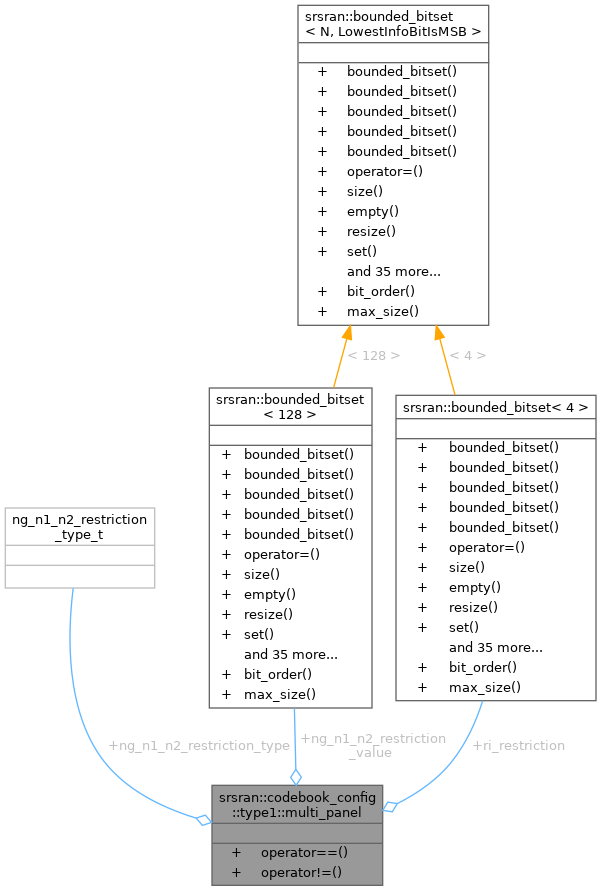 srsran::bounded_bitset
< N, LowestInfoBitIsMSB >
+ bounded_bitset()
+ bounded_bitset()
+ bounded_bitset()
+ bounded_bitset()
+ bounded_bitset()
+ operator=()
+ size()
+ empty()
+ resize()
+ set()
and 35 more...
+ bit_order()
+ max_size()
< 128 >
< 4 >
srsran::bounded_bitset
< 128 >
+ bounded_bitset()
+ bounded_bitset()
+ bounded_bitset()
+ bounded_bitset()
+ bounded_bitset()
+ operator=()
+ size()
+ empty()
+ resize()
+ set()
and 35 more...
+ bit_order()
+ max_size()
srsran::bounded_bitset< 4 >
+ bounded_bitset()
+ bounded_bitset()
+ bounded_bitset()
+ bounded_bitset()
+ bounded_bitset()
+ operator=()
+ size()
+ empty()
+ resize()
+ set()
and 35 more...
+ bit_order()
+ max_size()
ng_n1_n2_restriction
_type_t
+ng_n1_n2_restriction_type
+ng_n1_n2_restriction
_value
+ri_restriction
srsran::codebook_config
::type1::multi_panel
+ operator==()
+ operator!=()